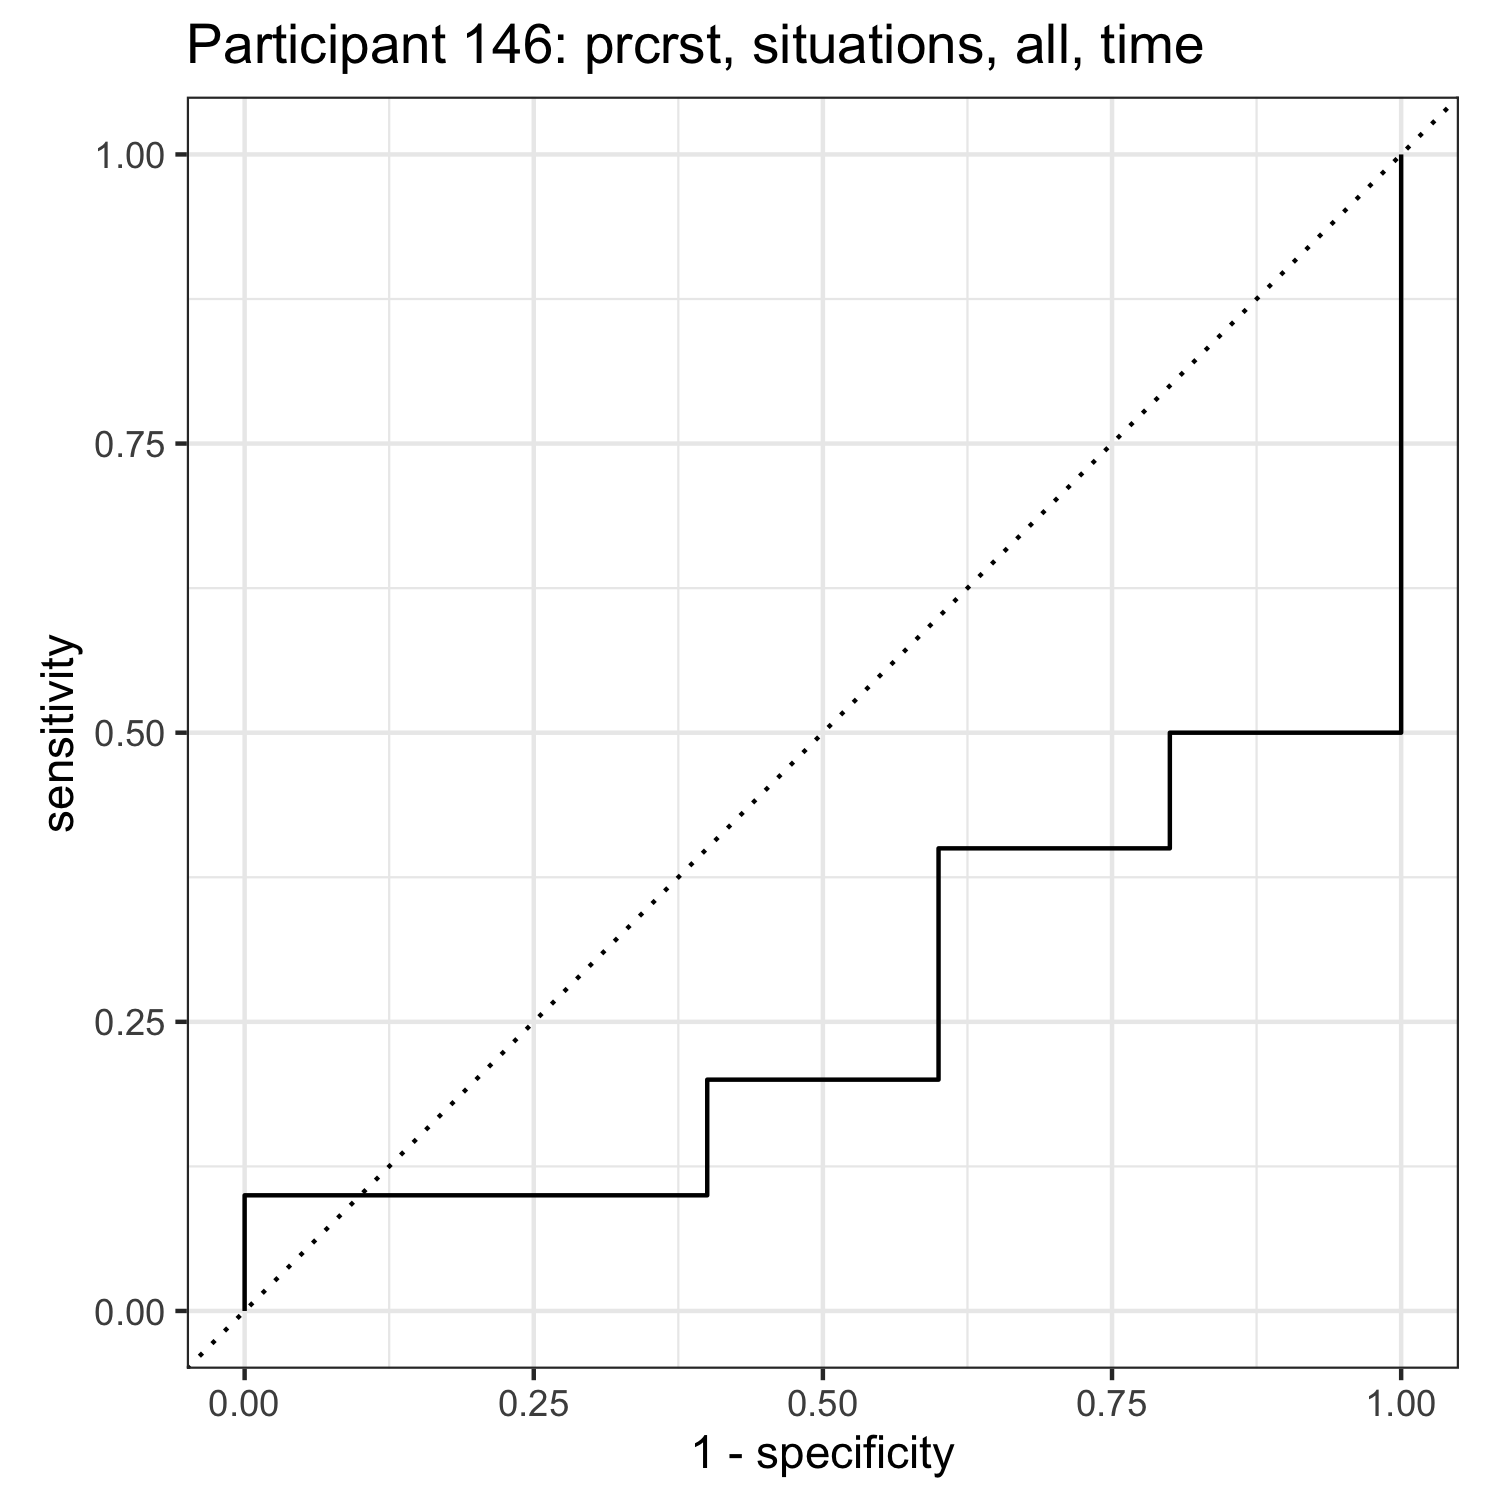 Participant 146: prcrst, situations, all, time
sensitivity
1.00
0.75
0.50
0.25
0.00
0.00 0.25 0.50 0.75 1.00
1 - specificity